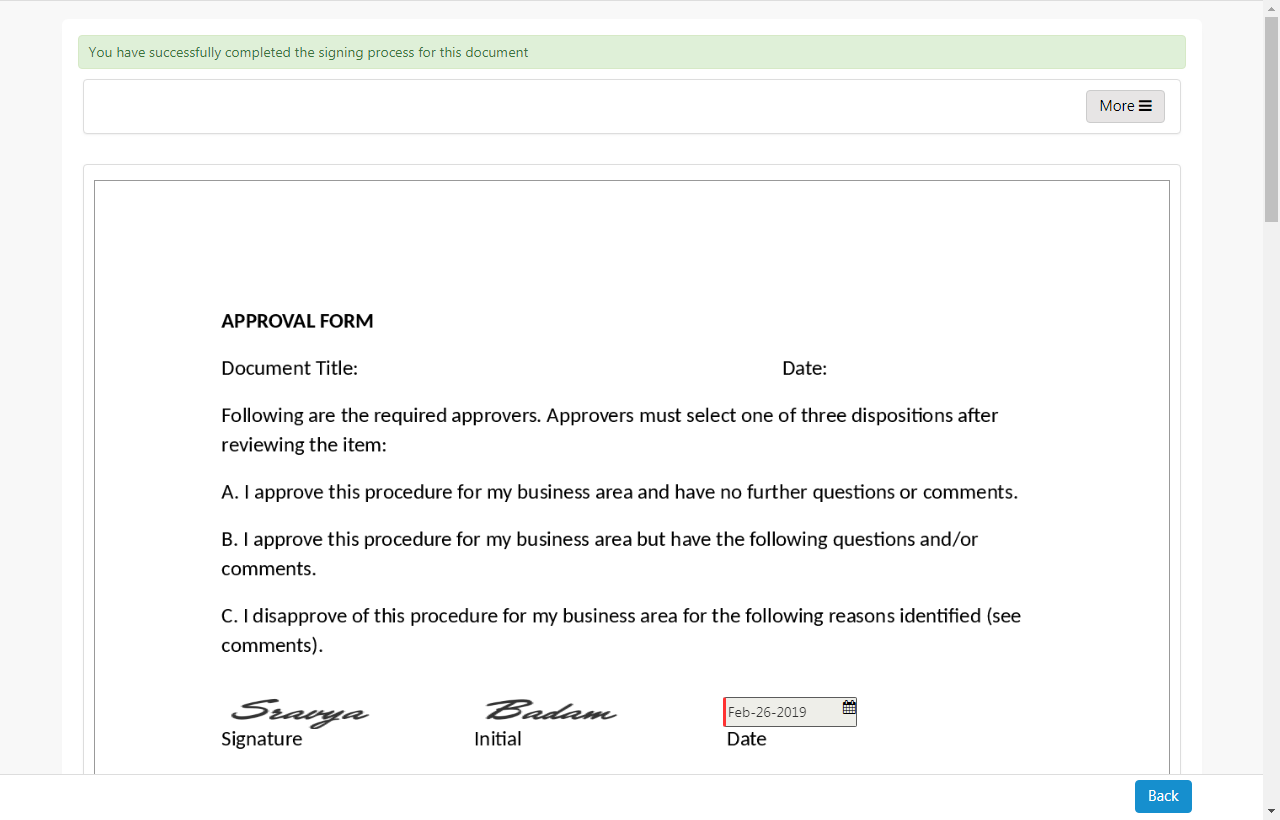 You have successfully completed the signing process for this document
More
APPROVAL FORM
Document Title: Date:
Following are the required approvers. Approvers must select one of three dispositions after
reviewing the item:
A. I approve this procedure for my business area and have no further questions or comments.
B. I approve this procedure for my business area but have the following questions and/or
comments.
C. I disapprove of this procedure for my business area for the following reasons identified (see
comments).
Sravya Badam Feb-26-2019
Signature Initial Date
Back